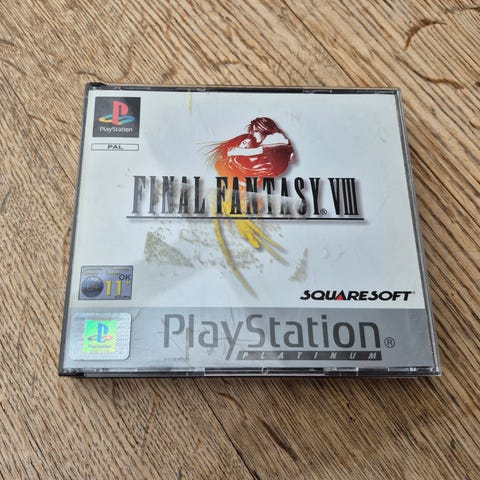 PlayStation
PAL
FINAL FANTASY® VIII
OK
11
SQUARESOFT®
PlayStation®
PLATINUM